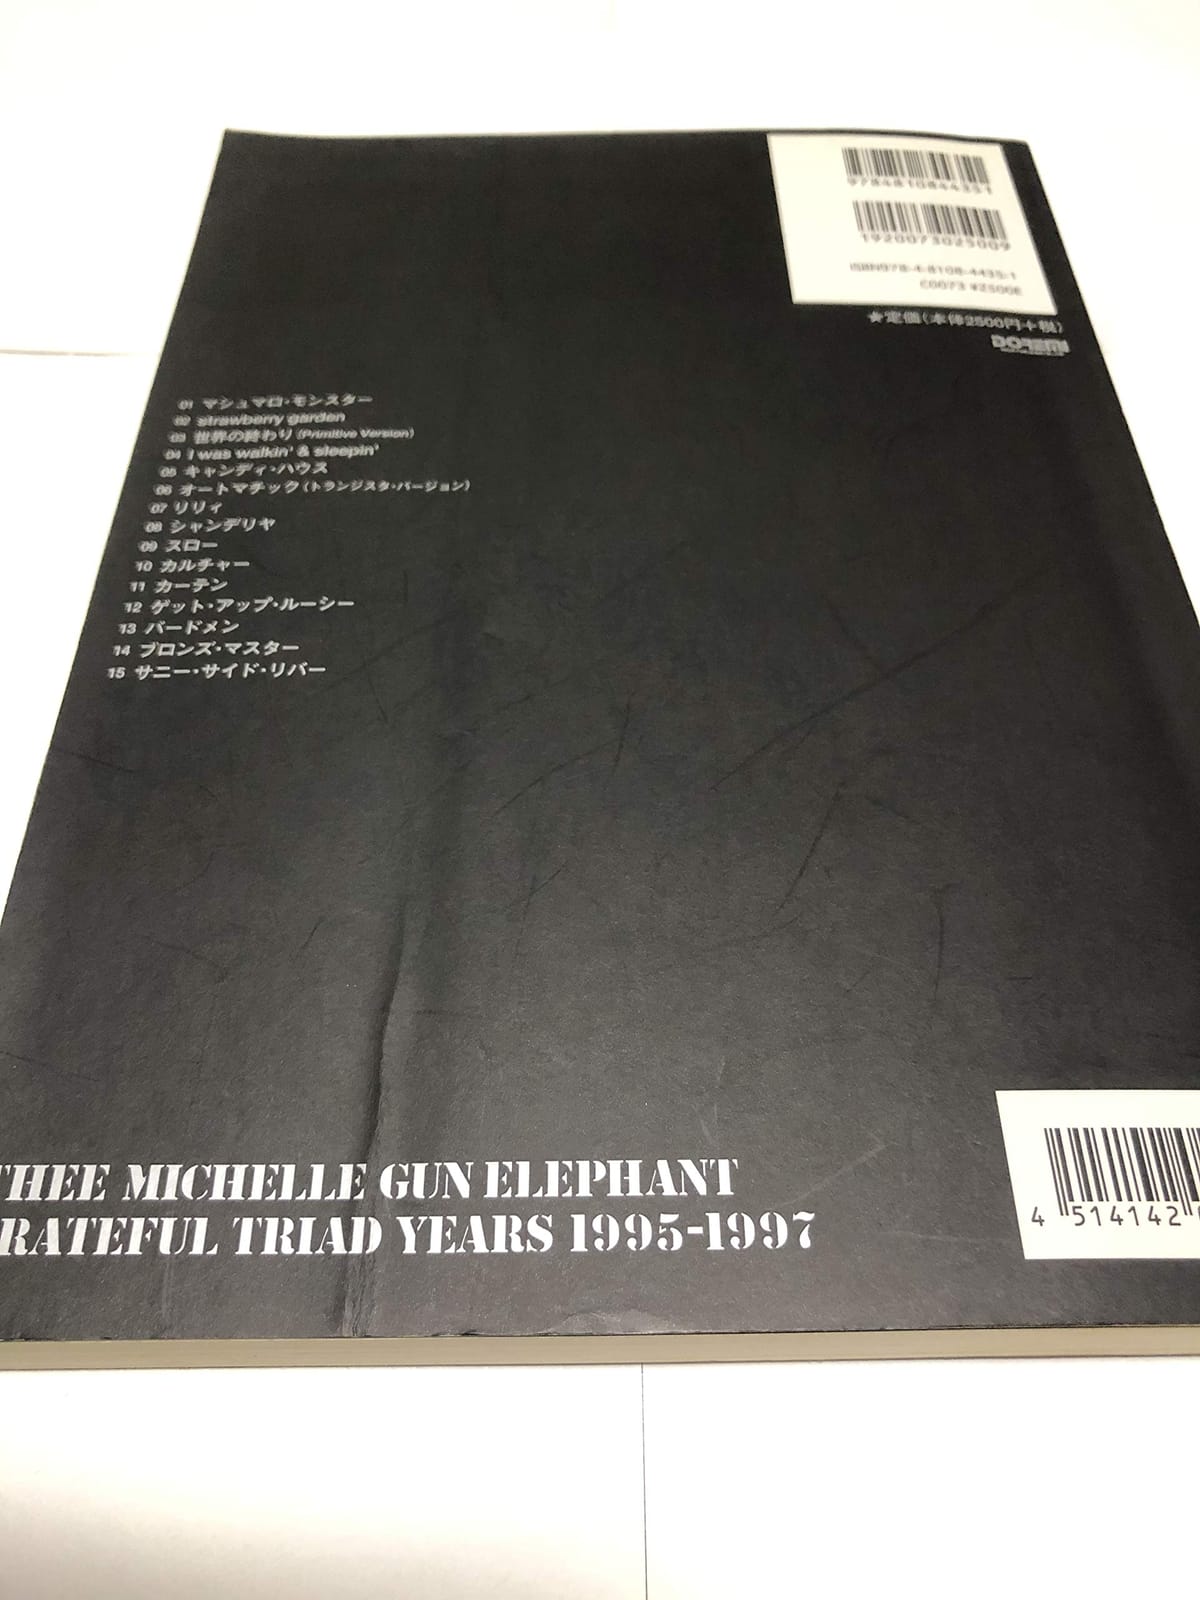 9784810844351
1920073025009
ISBN978-4-8108-4435-1
C0073 ¥2500E
★定価(本体2500円+税)
DOREMI
01 マシュマロ・モンスター
02 strawberry garden
03 世界の終わり (Primitive Version)
04 I was walkin' & sleepin'
05 キャンディ・ハウス
06 オートマチック (トランジスタ・バージョン)
07 リリィ
08 シャンデリヤ
09 スロー
10 カルチャー
11 カーテン
12 ゲット・アップ・ルーシー
13 バードメン
14 ブロンズ・マスター
15 サニー・サイド・リバー
THEE MICHELLE GUN ELEPHANT
RATEFUL TRIAD YEARS 1995-1997
4 514142